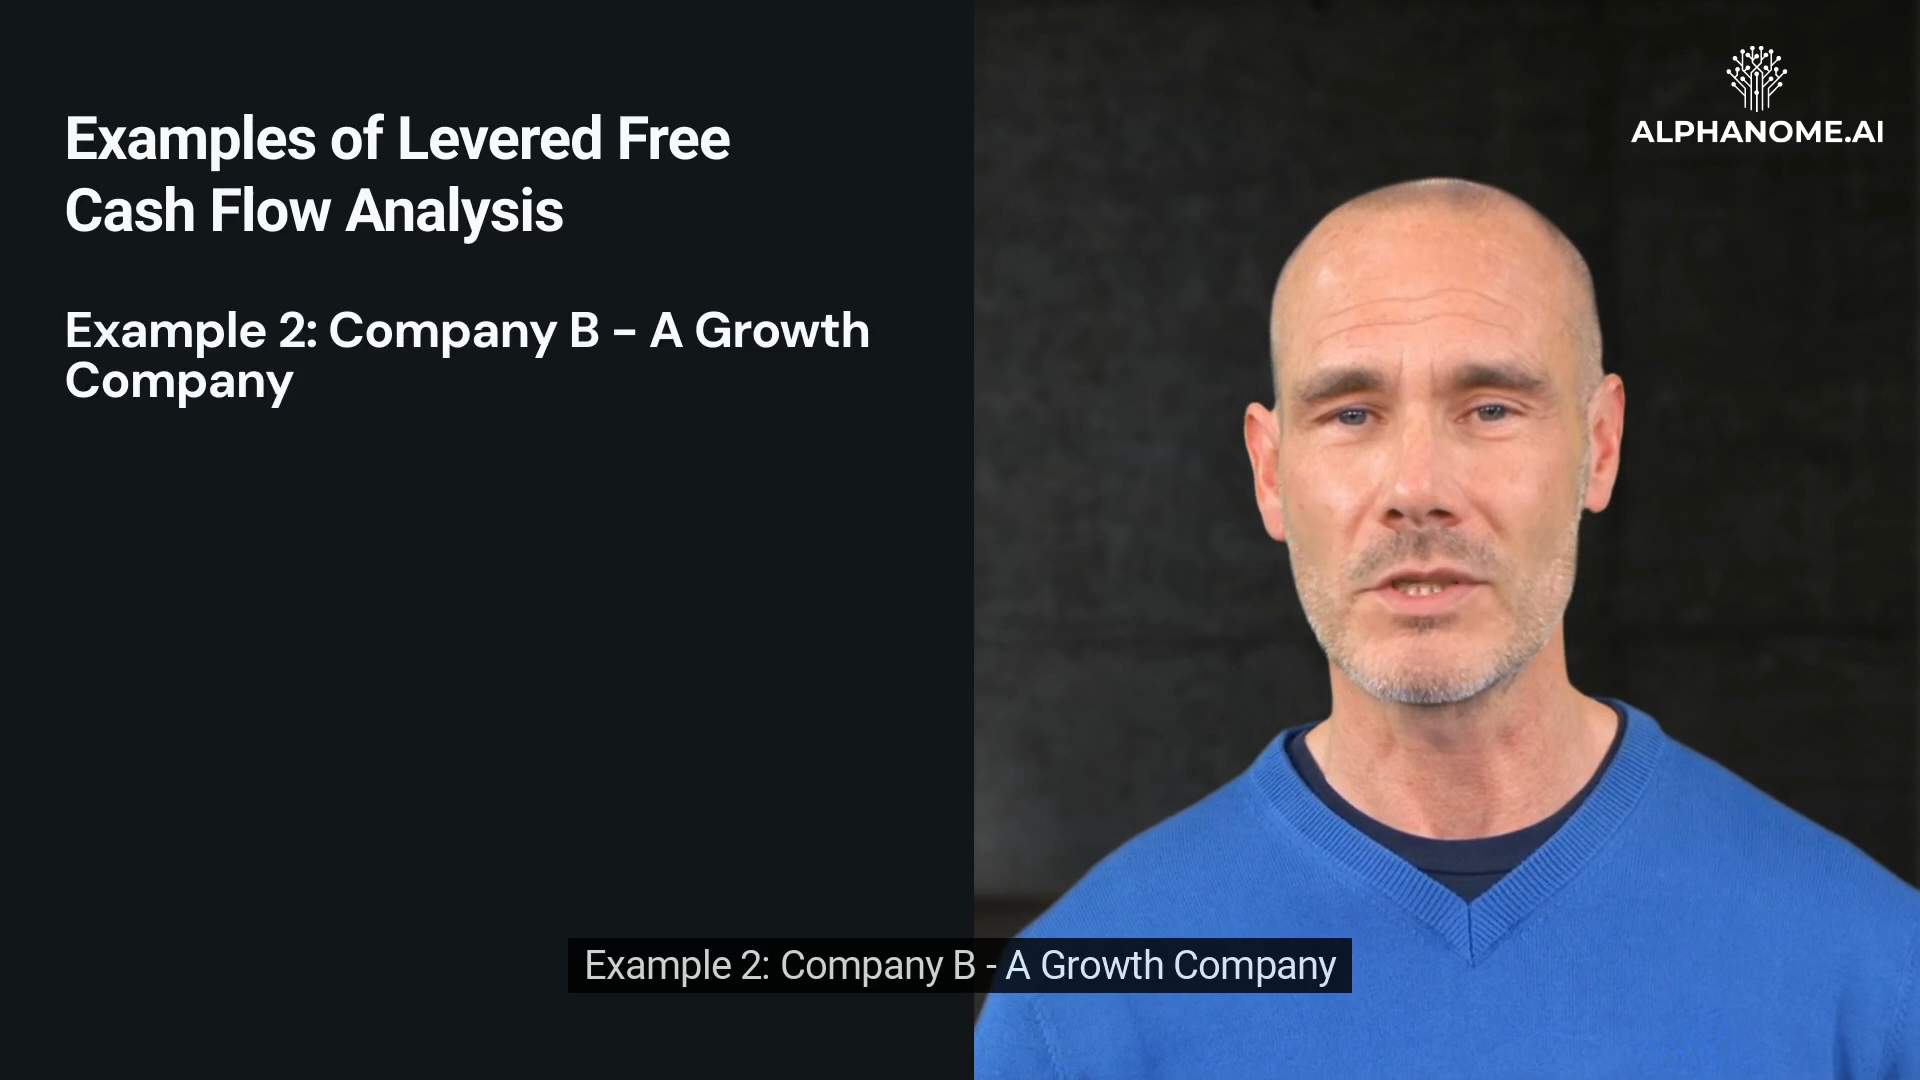 Examples of Levered Free
Cash Flow Analysis
Example 2: Company B – A Growth
Company
ALPHANOME.AI
Example 2: Company B - A Growth Company